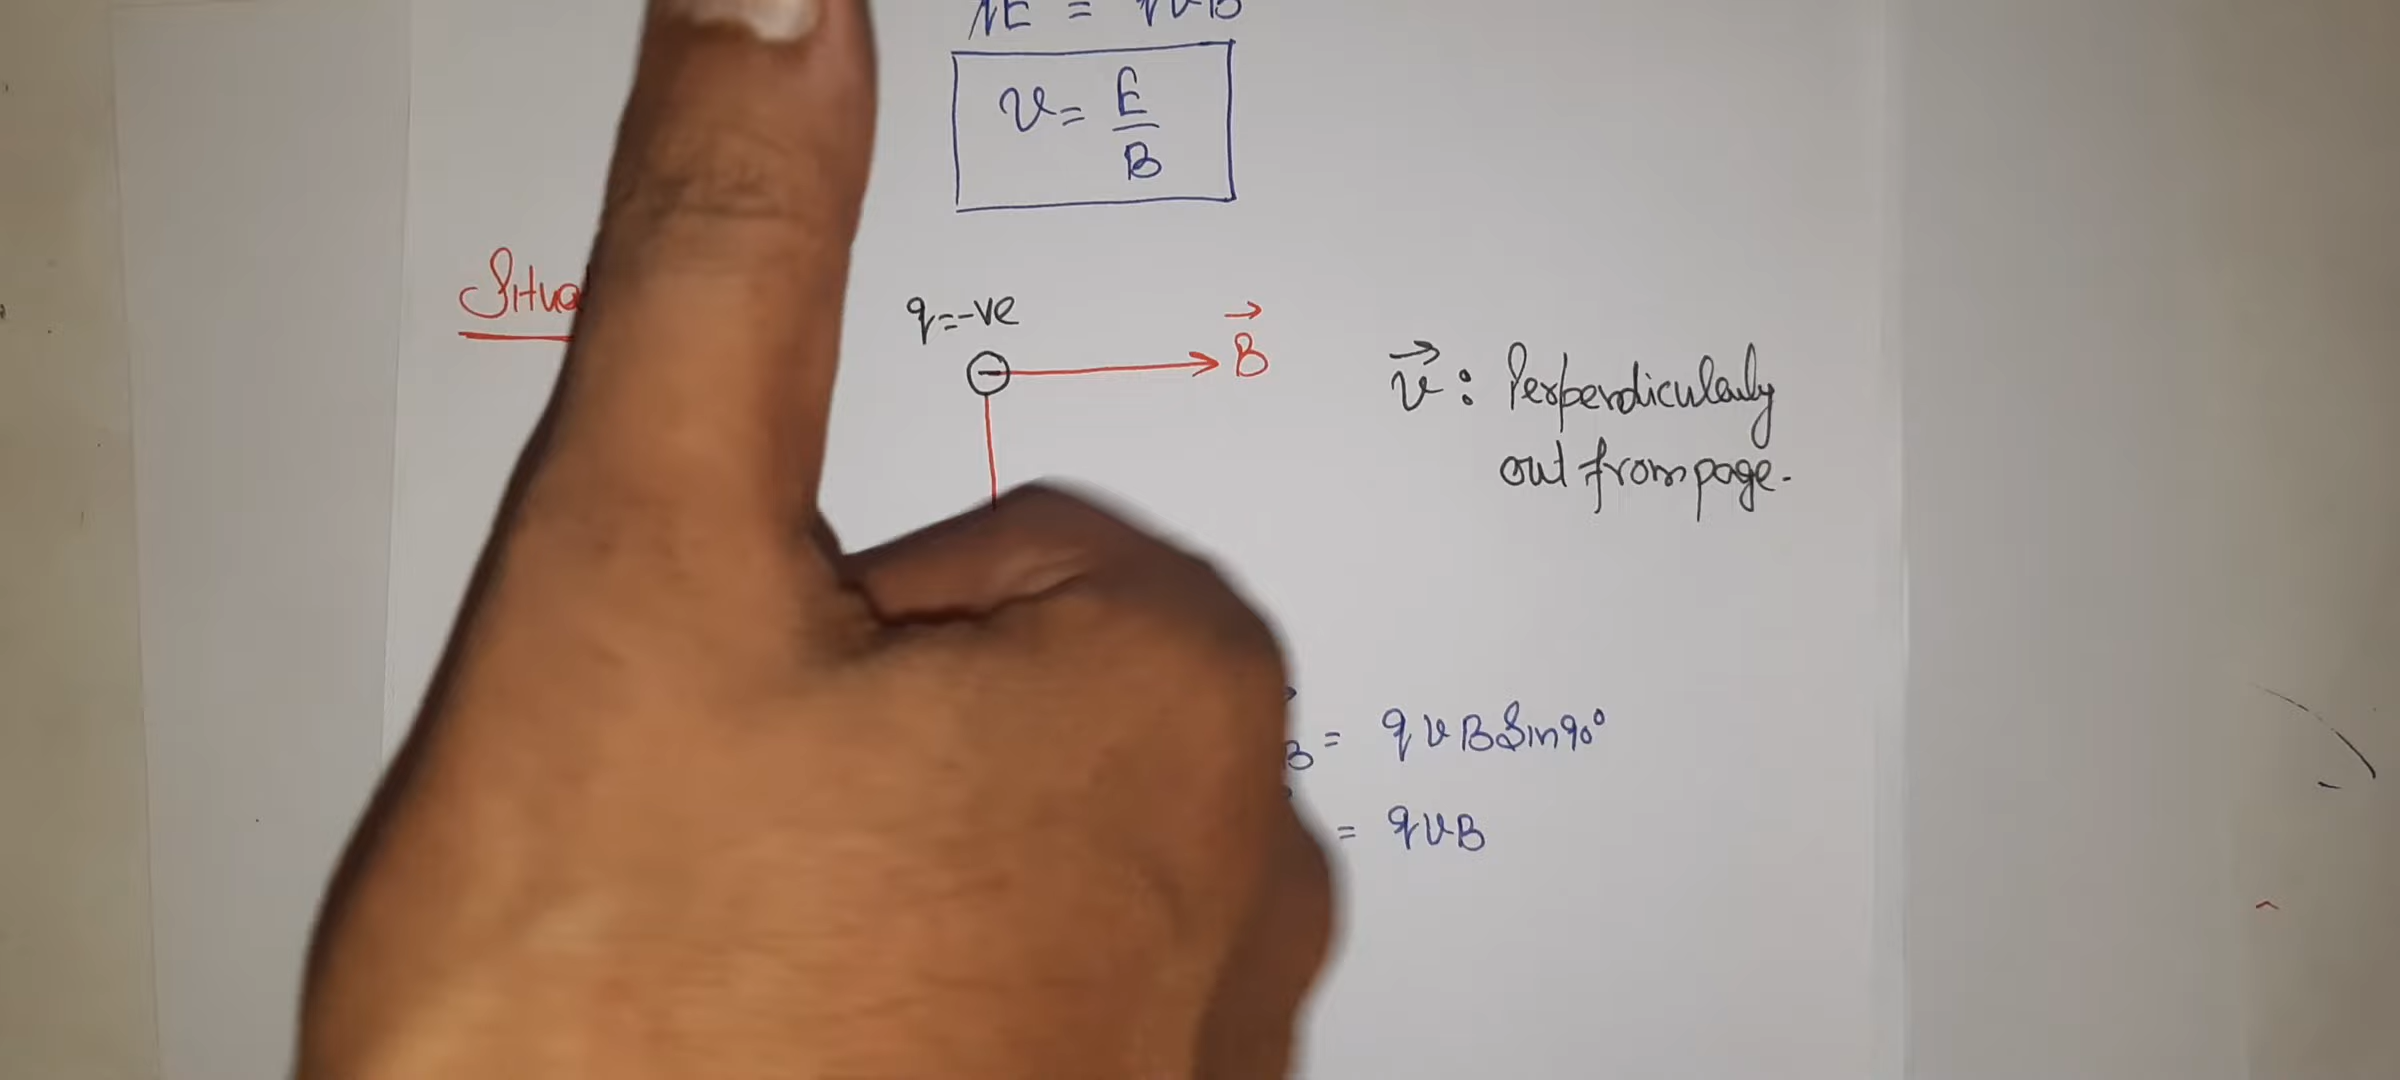 v = E/B
q=-ve
→
B
→
v : Perpendicularly
out from page.
B = qvBSin90°
= qvB